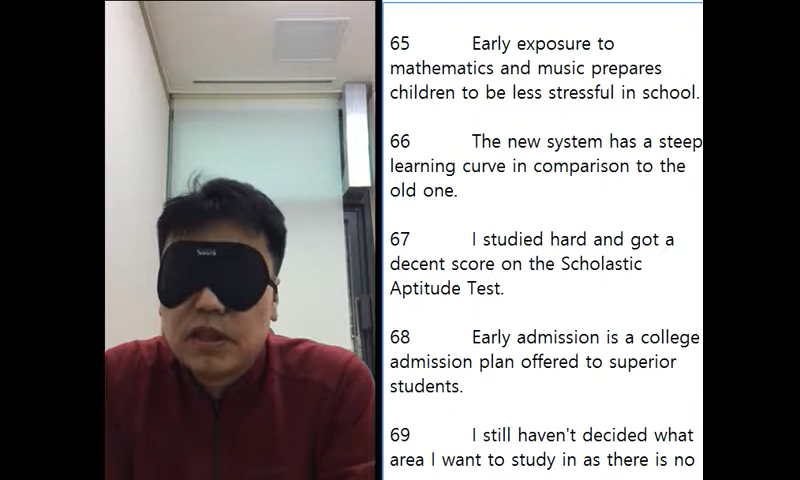 65 Early exposure to
mathematics and music prepares
children to be less stressful in school.
66 The new system has a steep
learning curve in comparison to the
old one.
67 I studied hard and got a
decent score on the Scholastic
Aptitude Test.
68 Early admission is a college
admission plan offered to superior
students.
69 I still haven't decided what
area I want to study in as there is no